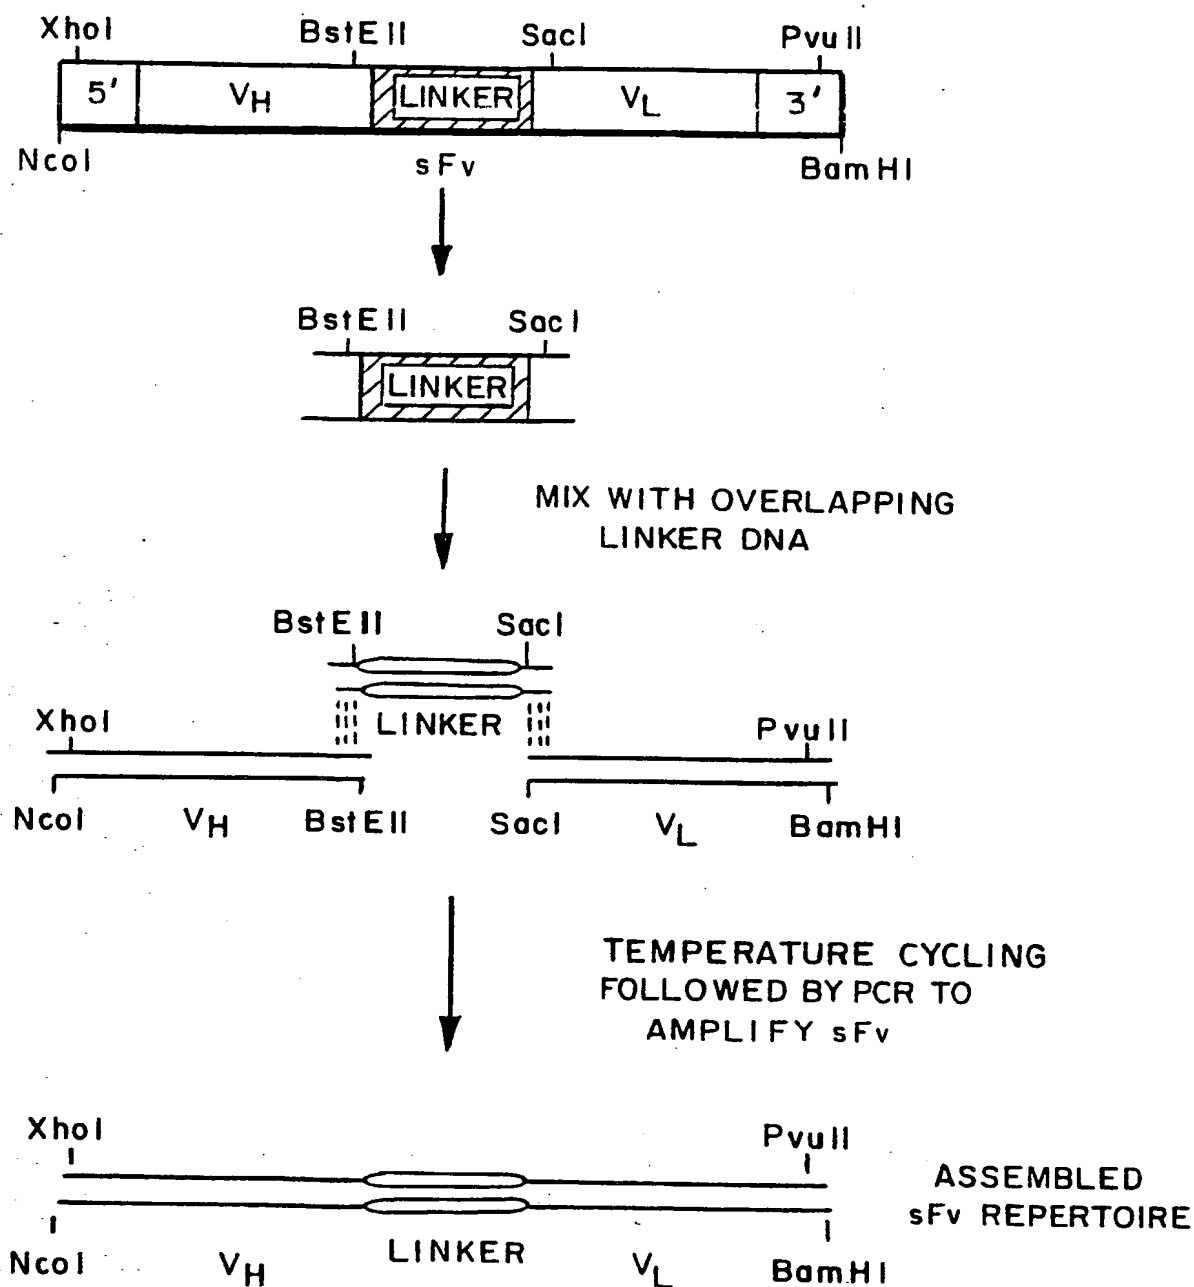 XhoI BstEII SacI PvuII
5' VH LINKER VL 3'
NcoI sFv BamHI
BstEII SacI
LINKER
MIX WITH OVERLAPPING
LINKER DNA
BstEII SacI
XhoI LINKER PvuII
NcoI VH BstEII SacI VL BamHI
TEMPERATURE CYCLING
FOLLOWED BY PCR TO
AMPLIFY sFv
XhoI PvuII
ASSEMBLED
sFv REPERTOIRE
NcoI VH LINKER VL BamHI